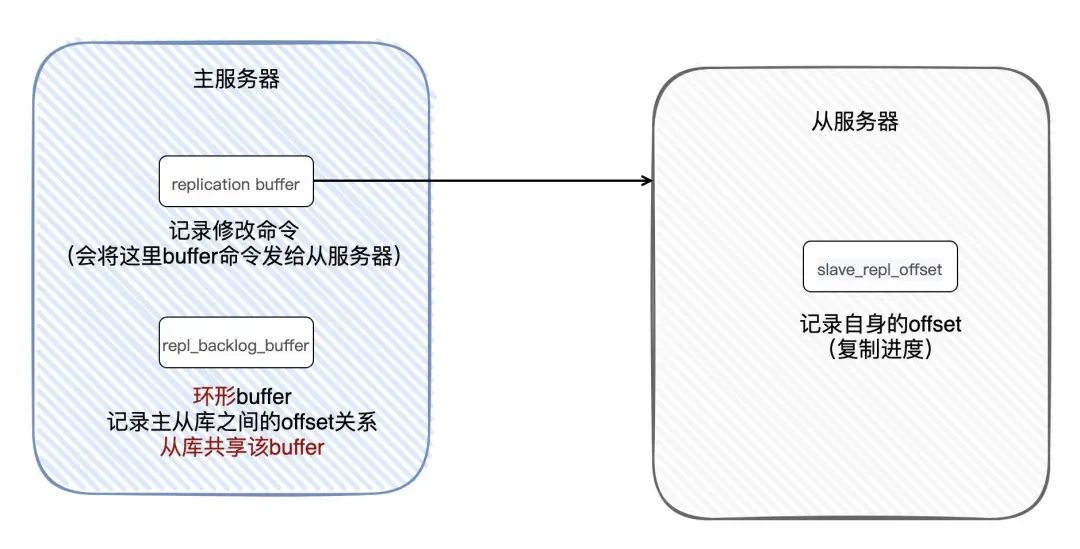 主服务器
replication buffer
记录修改命令
（会将这里buffer命令发给从服务器）
repl_backlog_buffer
环形buffer
记录主从库之间的offset关系
从库共享该buffer
从服务器
slave_repl_offset
记录自身的offset
（复制进度）